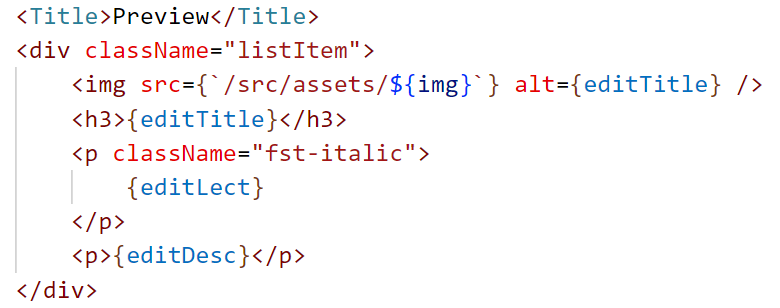 <Title>Preview</Title>
<div className="listItem">
    <img src={`/src/assets/${img}`} alt={editTitle} />
    <h3>{editTitle}</h3>
    <p className="fst-italic">
        {editLect}
    </p>
    <p>{editDesc}</p>
</div>